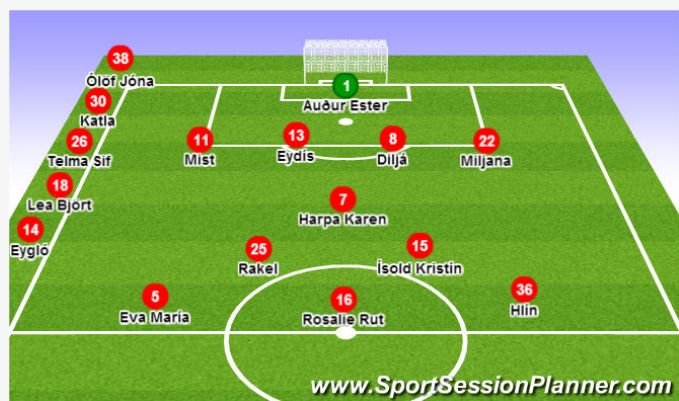 38
Ólöf Jóna
1
Auður Ester
30
Katla
26
Telma Síf
11
Mist
13
Eydís
8
Diljá
22
Miljana
18
Lea Björt
7
Harpa Karen
14
Eygló
25
Rakel
15
Ísold Kristín
5
Eva María
16
Rosalie Rut
36
Hlín
www.SportSessionPlanner.com